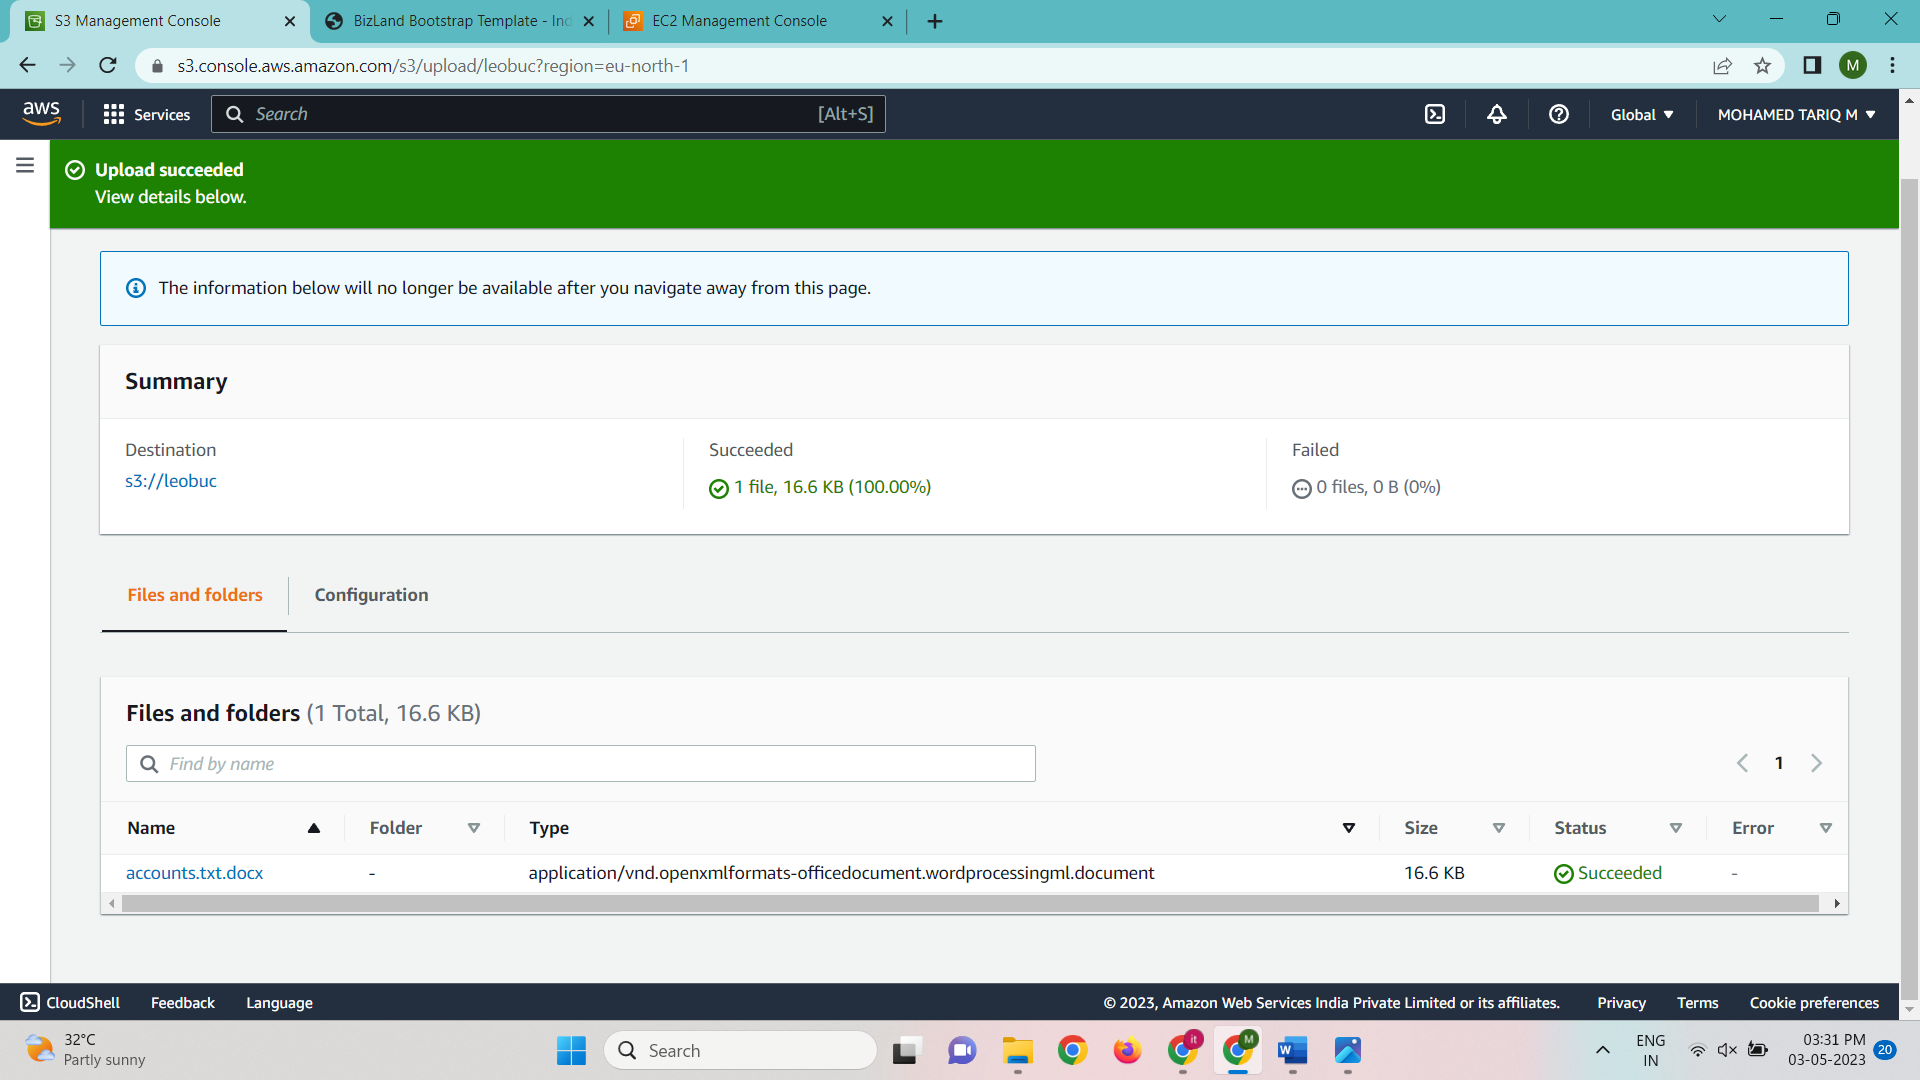 S3 Management Console
BizLand Bootstrap Template - Ind
EC2 Management Console
s3.console.aws.amazon.com/s3/upload/leobuc?region=eu-north-1
M
aws
Services
Search
[Alt+S]
Global
MOHAMED TARIQ M
Upload succeeded
View details below.
The information below will no longer be available after you navigate away from this page.
Summary
Destination
s3://leobuc
Succeeded
1 file, 16.6 KB (100.00%)
Failed
0 files, 0 B (0%)
Files and folders
Configuration
Files and folders (1 Total, 16.6 KB)
Find by name
1
Name Folder Type Size Status Error
accounts.txt.docx - application/vnd.openxmlformats-officedocument.wordprocessingml.document 16.6 KB Succeeded -
CloudShell Feedback Language © 2023, Amazon Web Services India Private Limited or its affiliates. Privacy Terms Cookie preferences
32°C
Partly sunny
Search
it
M
W
ENG
IN
03:31 PM
03-05-2023
20